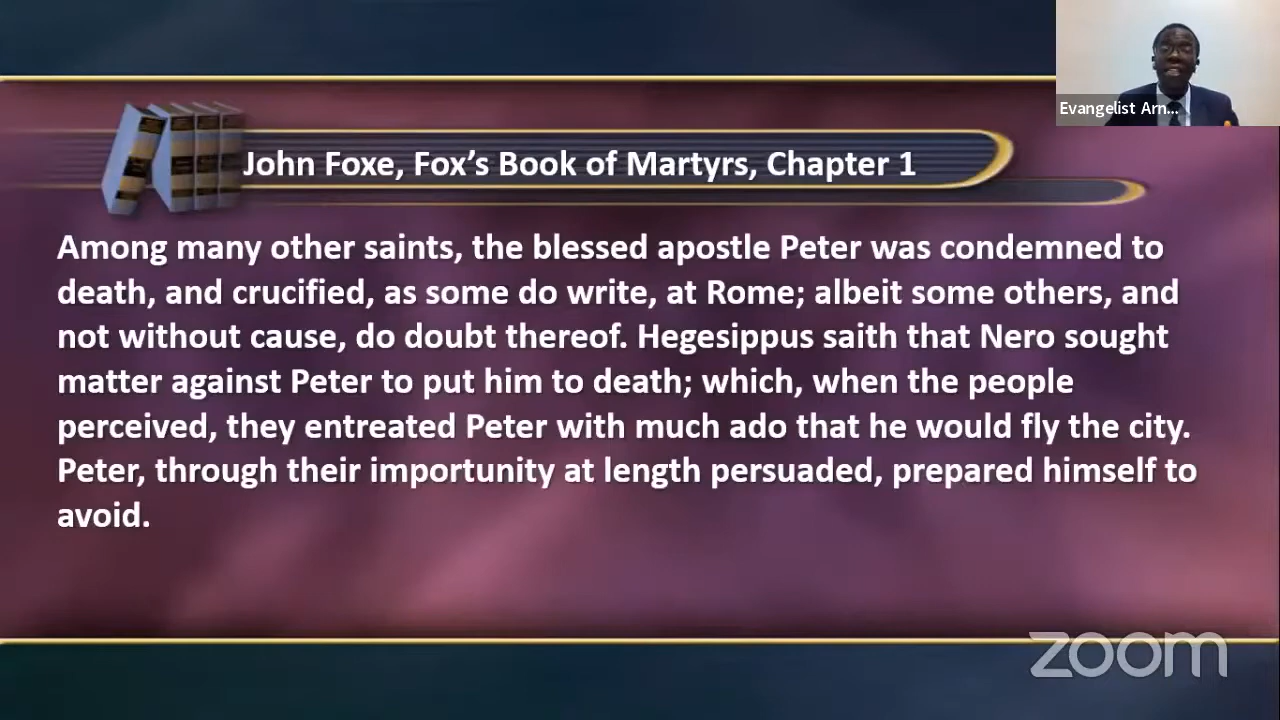 Evangelist Arn...
John Foxe, Fox’s Book of Martyrs, Chapter 1
Among many other saints, the blessed apostle Peter was condemned to
death, and crucified, as some do write, at Rome; albeit some others, and
not without cause, do doubt thereof. Hegesippus saith that Nero sought
matter against Peter to put him to death; which, when the people
perceived, they entreated Peter with much ado that he would fly the city.
Peter, through their importunity at length persuaded, prepared himself to
avoid.
zoom